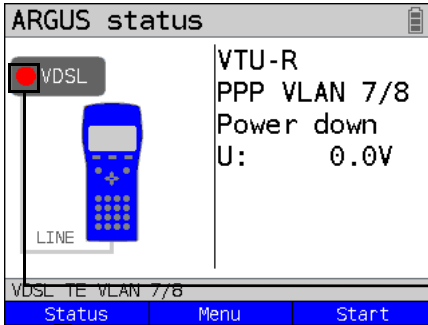 ARGUS status
VDSL
VTU-R
PPP VLAN 7/8
Power down
U: 0.0V
LINE
VDSL TE VLAN 7/8
Status Menu Start